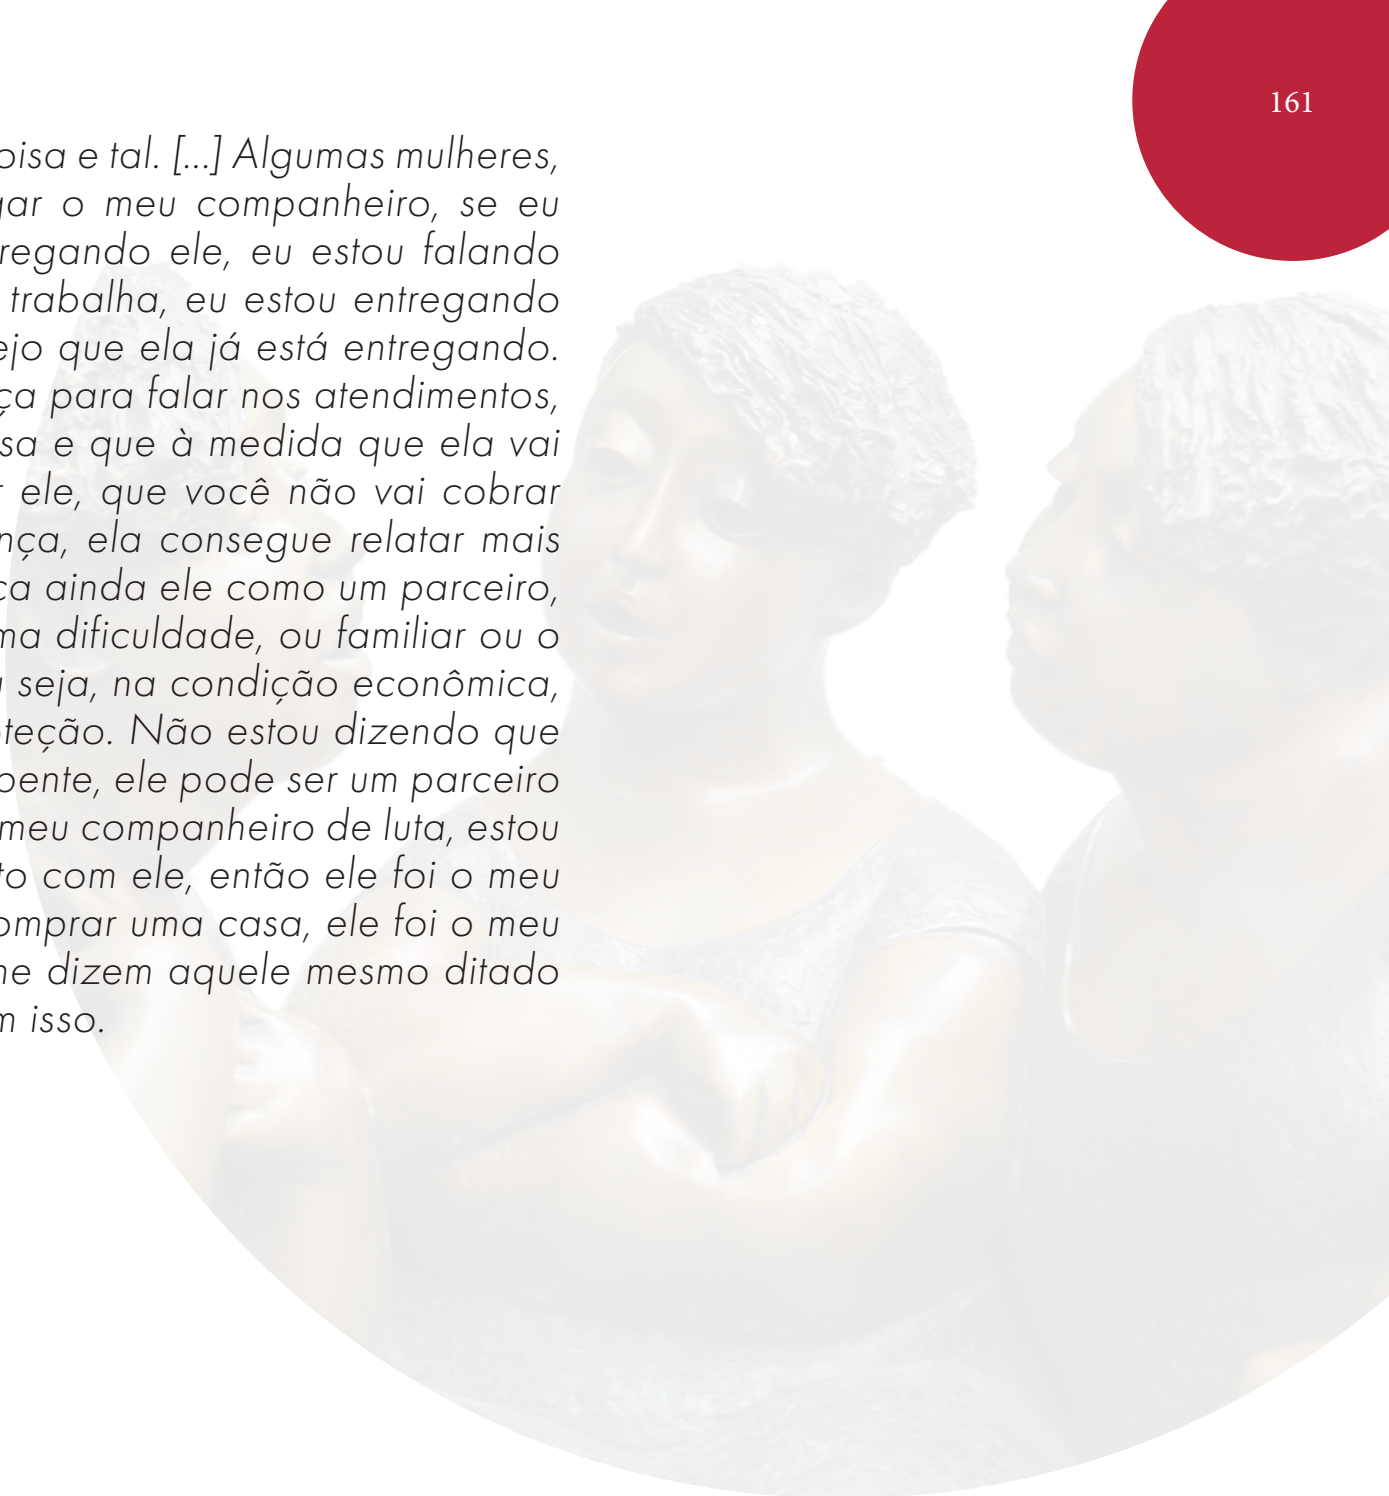 161
oisa e tal. [...] Algumas mulheres,
gar o meu companheiro, se eu
regando ele, eu estou falando
trabalha, eu estou entregando
ejo que ela já está entregando.
ça para falar nos atendimentos,
sa e que à medida que ela vai
r ele, que você não vai cobrar
nça, ela consegue relatar mais
ca ainda ele como um parceiro,
ma dificuldade, ou familiar ou o
seja, na condição econômica,
teção. Não estou dizendo que
pente, ele pode ser um parceiro
meu companheiro de luta, estou
to com ele, então ele foi o meu
omprar uma casa, ele foi o meu
me dizem aquele mesmo ditado
m isso.